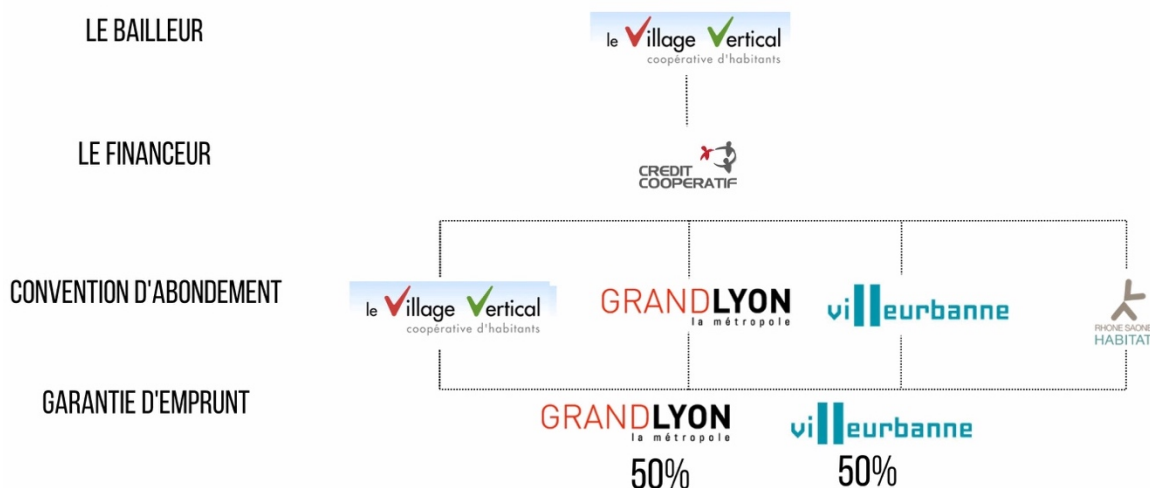 LE BAILLEUR
le Village Vertical
coopérative d'habitants
LE FINANCEUR
CREDIT
COOPERATIF
CONVENTION D'ABONDEMENT
le Village Vertical
coopérative d'habitants
GRANDLYON
la métropole
villeurbanne
RHONE SAONE
HABITAT
GARANTIE D'EMPRUNT
GRANDLYON
la métropole
villeurbanne
50%
50%